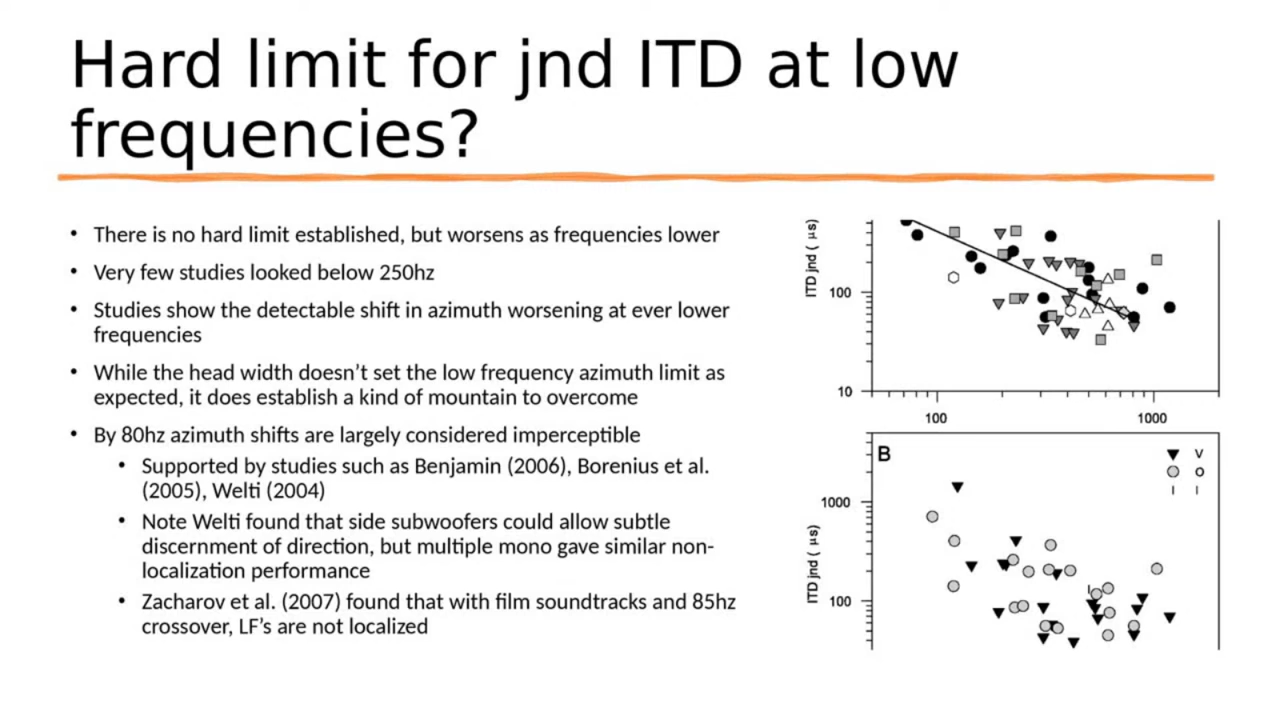 Hard limit for jnd ITD at low
frequencies?
• There is no hard limit established, but worsens as frequencies lower
• Very few studies looked below 250hz
• Studies show the detectable shift in azimuth worsening at ever lower
frequencies
• While the head width doesn’t set the low frequency azimuth limit as
expected, it does establish a kind of mountain to overcome
• By 80hz azimuth shifts are largely considered imperceptible
• Supported by studies such as Benjamin (2006), Borenius et al.
(2005), Welti (2004)
• Note Welti found that side subwoofers could allow subtle
discernment of direction, but multiple mono gave similar non-
localization performance
• Zacharov et al. (2007) found that with film soundtracks and 85hz
crossover, LF’s are not localized
ITD jnd ( μs)
100
10
100 1000
B
V
O
I I
ITD jnd ( μs)
1000
100